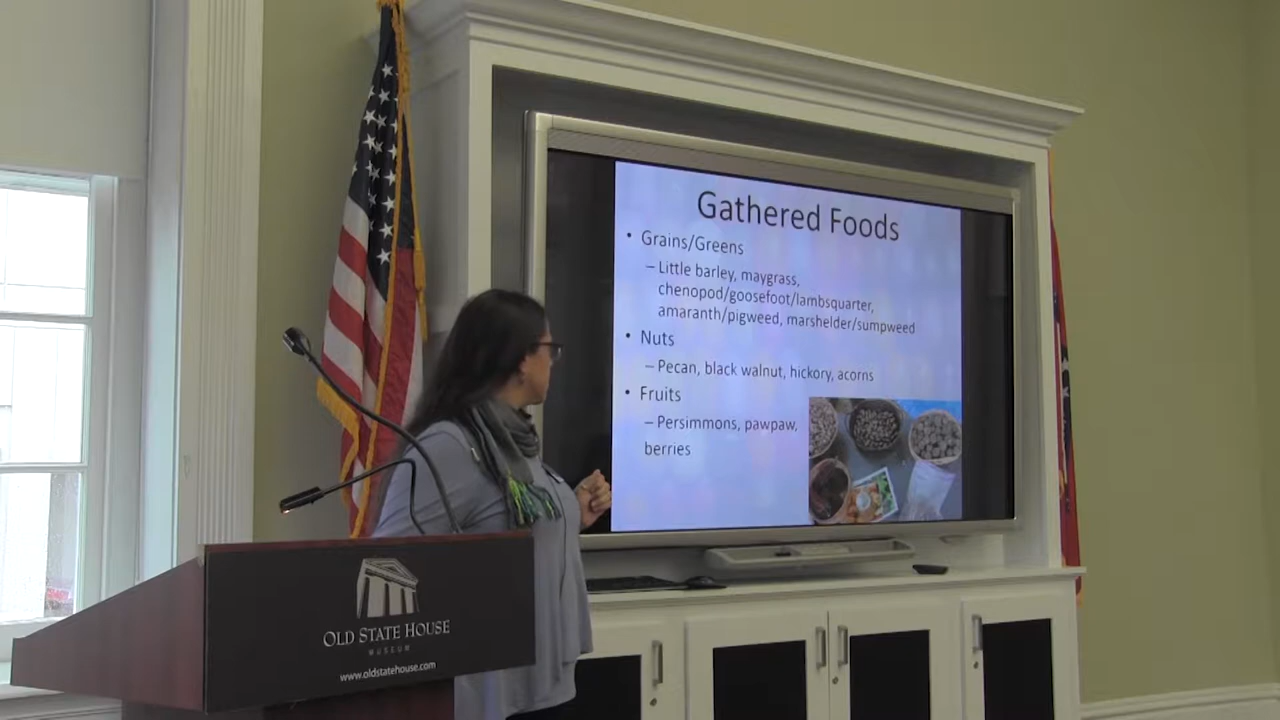 Gathered Foods
• Grains/Greens
– Little barley, maygrass,
chenopod/goosefoot/lambsquarter,
amaranth/pigweed, marshelder/sumpweed
• Nuts
– Pecan, black walnut, hickory, acorns
• Fruits
– Persimmons, pawpaw,
berries
OLD STATE HOUSE
MUSEUM
www.oldstatehouse.com